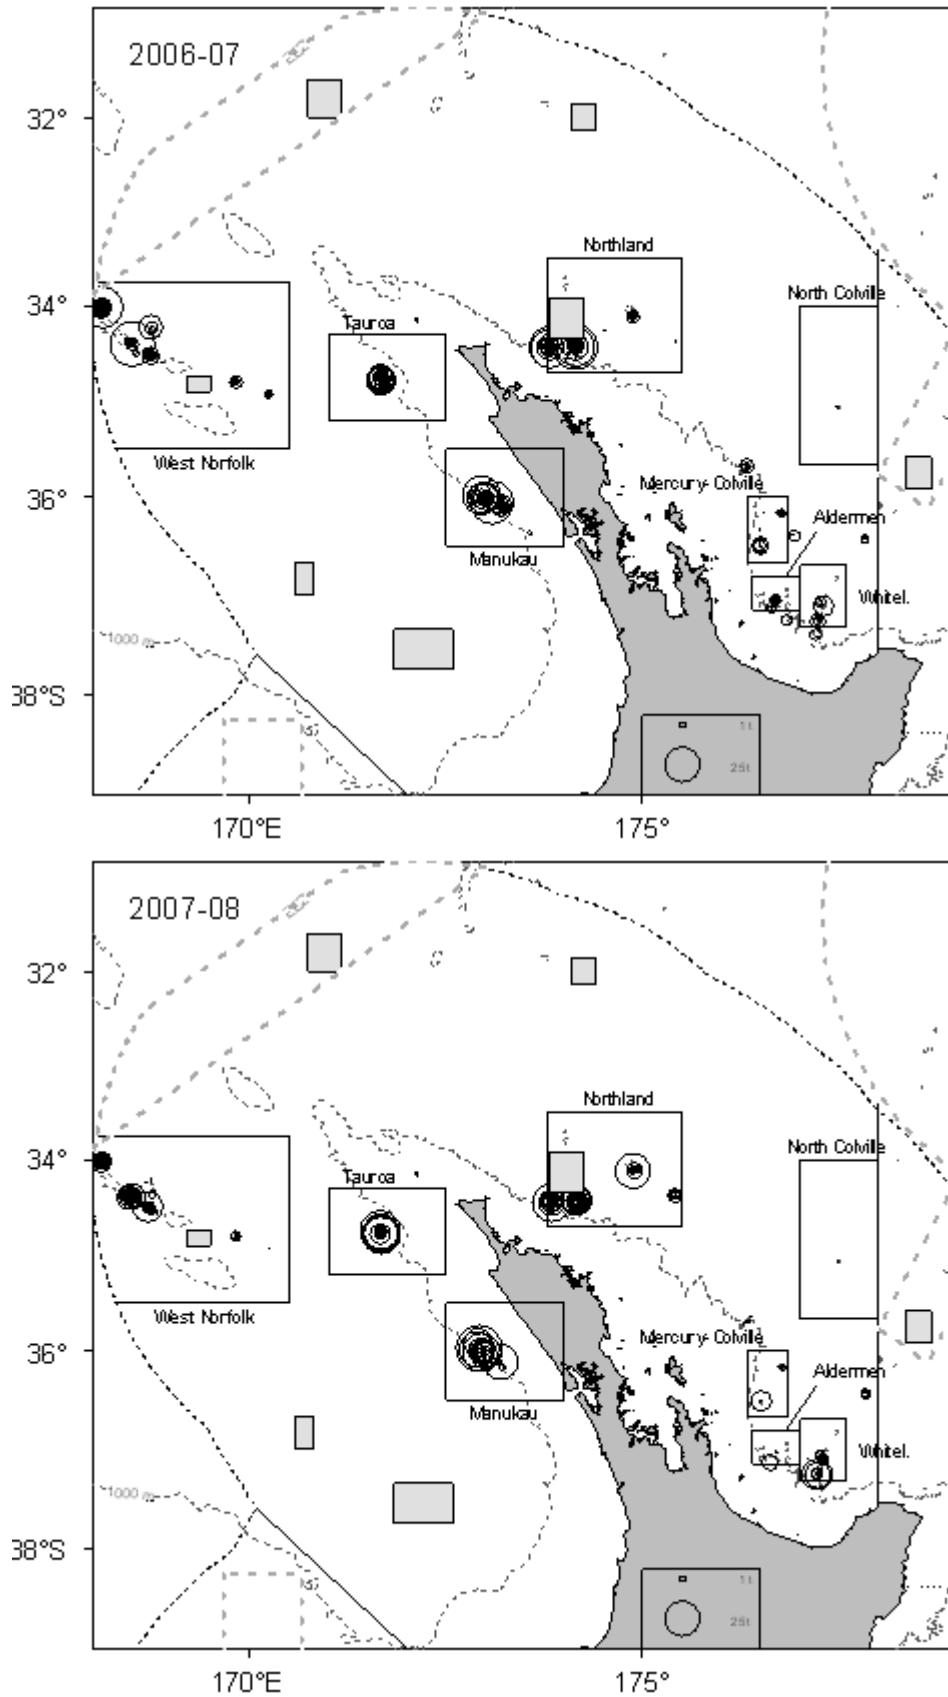 2006-07
32°
Northland
34°
North Colville
Tauroa
West Norfolk
Mercury-Colville
36°
Aldermen
Manukau
Whitel.
1000 m
38°S
1t
25t
170°E
175°
2007-08
32°
Northland
34°
North Colville
Tauroa
West Norfolk
Mercury-Colville
36°
Aldermen
Manukau
Whitel.
1000 m
38°S
1t
25t
170°E
175°